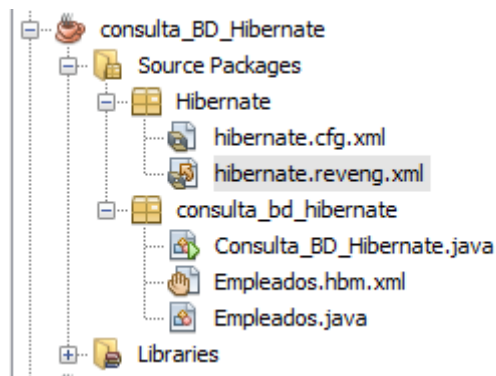 consulta_BD_Hibernate
Source Packages
Hibernate
hibernate.cfg.xml
hibernate.reveng.xml
consulta_bd_hibernate
Consulta_BD_Hibernate.java
Empleados.hbm.xml
Empleados.java
Libraries